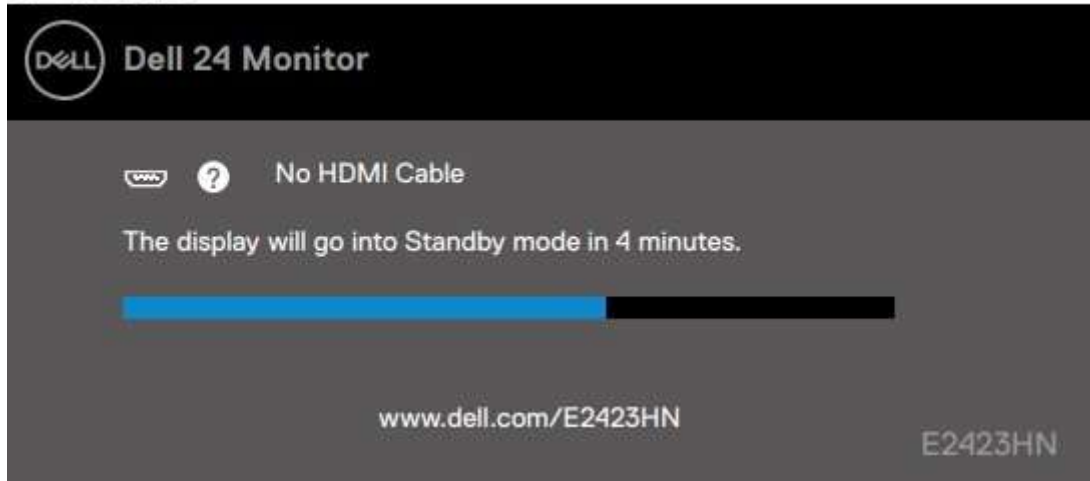 DELL Dell 24 Monitor
? No HDMI Cable
The display will go into Standby mode in 4 minutes.
www.dell.com/E2423HN
E2423HN